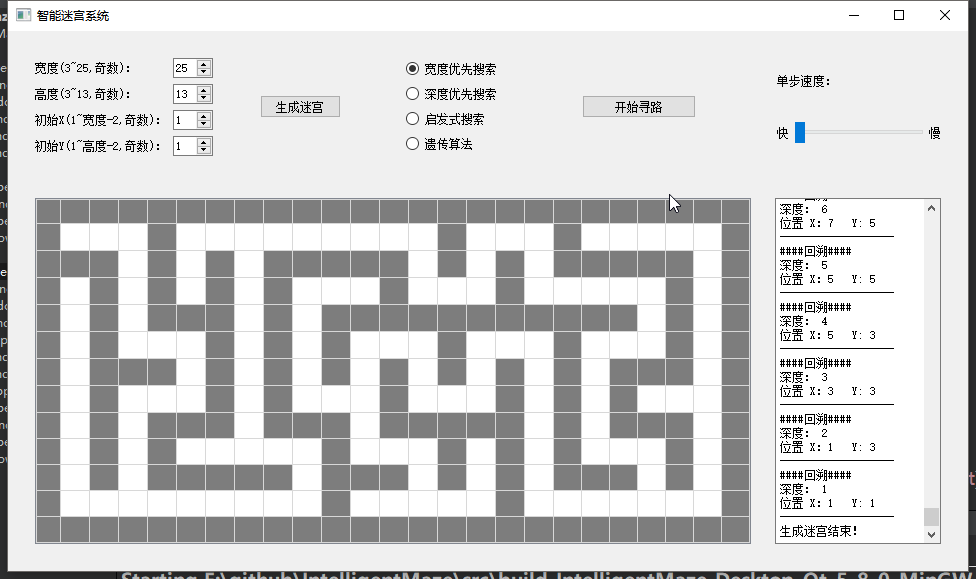 智能迷宫系统
宽度(3~25,奇数):
25
高度(3~13,奇数):
13
初始X(1~宽度-2,奇数):
1
初始Y(1~高度-2,奇数):
1
生成迷宫
宽度优先搜索
深度优先搜索
启发式搜索
遗传算法
开始寻路
单步速度:
快
慢
深度: 6
位置 X: 7 Y: 5
####回溯####
深度: 5
位置 X: 5 Y: 5
####回溯####
深度: 4
位置 X: 5 Y: 3
####回溯####
深度: 3
位置 X: 3 Y: 3
####回溯####
深度: 2
位置 X: 1 Y: 3
####回溯####
深度: 1
位置 X: 1 Y: 1
生成迷宫结束!